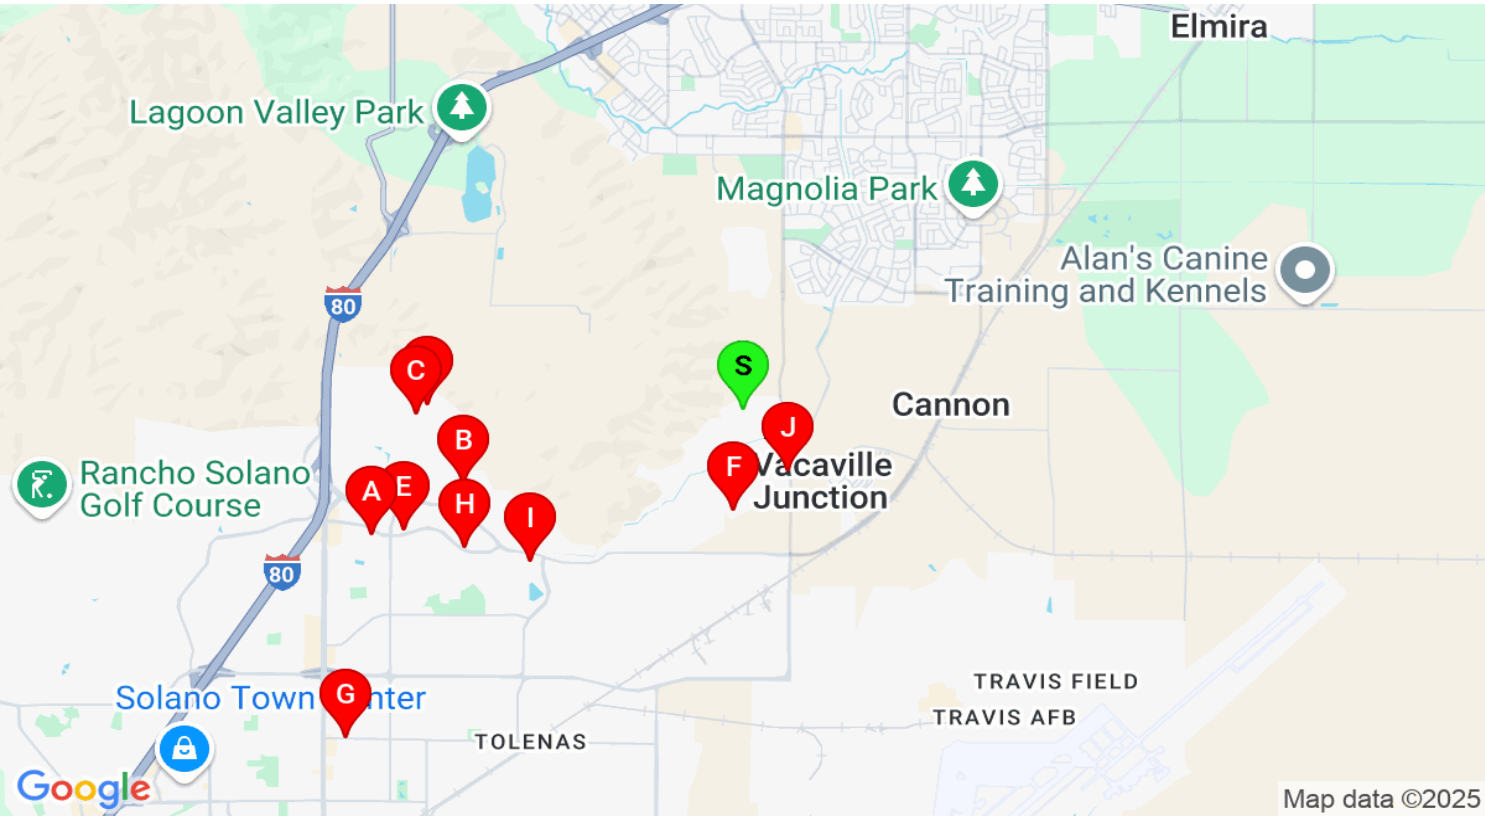 Elmira
Lagoon Valley Park
Magnolia Park
Alan's Canine
Training and Kennels
80
S
C
Cannon
J
B
F
Vacaville
Junction
Rancho Solano
Golf Course
A
E
H
I
80
TRAVIS FIELD
G
Solano Town
nter
TRAVIS AFB
TOLENAS
Google
Map data ©2025